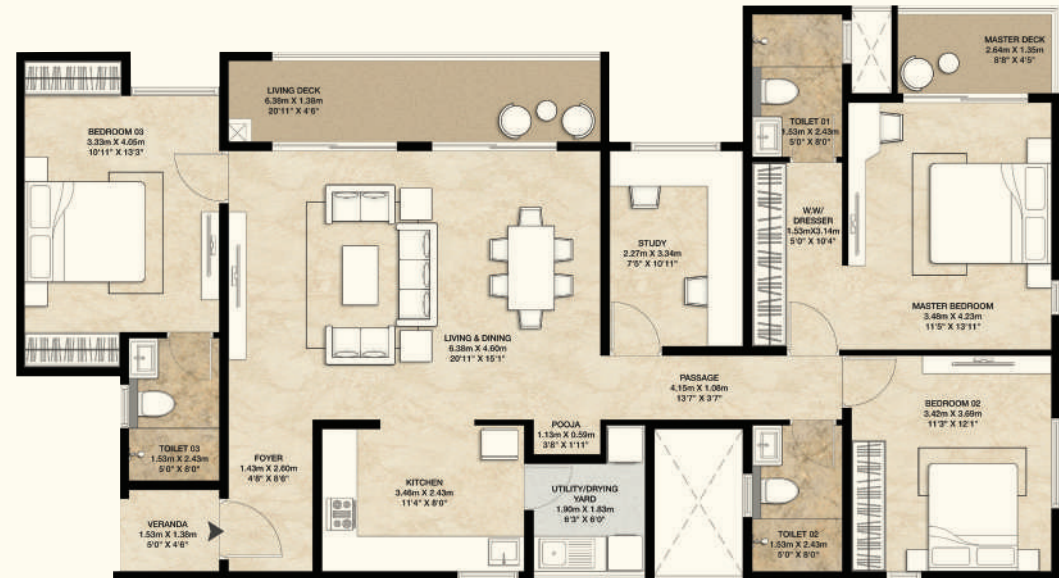 MASTER DECK
2.64m X 1.35m
8'8" X 4'5"
LIVING DECK
6.38m X 1.38m
20'11" X 4'6"
BEDROOM 03
3.33m X 4.05m
10'11" X 13'3"
TOILET 01
1.53m X 2.43m
5'0" X 8'0"
W.W/
DRESSER
1.53mX3.14m
5'0" X 10'4"
STUDY
2.27m X 3.34m
7'5" X 10'11"
MASTER BEDROOM
3.48m X 4.23m
11'5" X 13'11"
LIVING & DINING
6.38m X 4.60m
20'11" X 15'1"
PASSAGE
4.15m X 1.08m
13'7" X 3'7"
BEDROOM 02
3.42m X 3.69m
11'3" X 12'1"
POOJA
1.13m X 0.59m
3'8" X 1'11"
TOILET 03
1.53m X 2.43m
5'0" X 8'0"
FOYER
1.43m X 2.60m
4'8" X 8'6"
KITCHEN
3.46m X 2.43m
11'4" X 8'0"
UTILITY/DRYING
YARD
1.90m X 1.83m
6'3" X 6'0"
VERANDA
1.53m X 1.38m
5'0" X 4'6"
TOILET 02
1.53m X 2.43m
5'0" X 8'0"